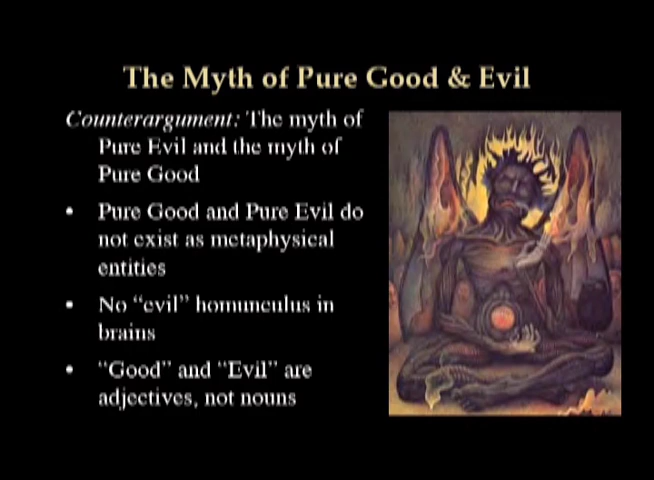 The Myth of Pure Good & Evil
Counterargument: The myth of
Pure Evil and the myth of
Pure Good
• Pure Good and Pure Evil do
not exist as metaphysical
entities
• No “evil” homunculus in
brains
• “Good” and “Evil” are
adjectives, not nouns